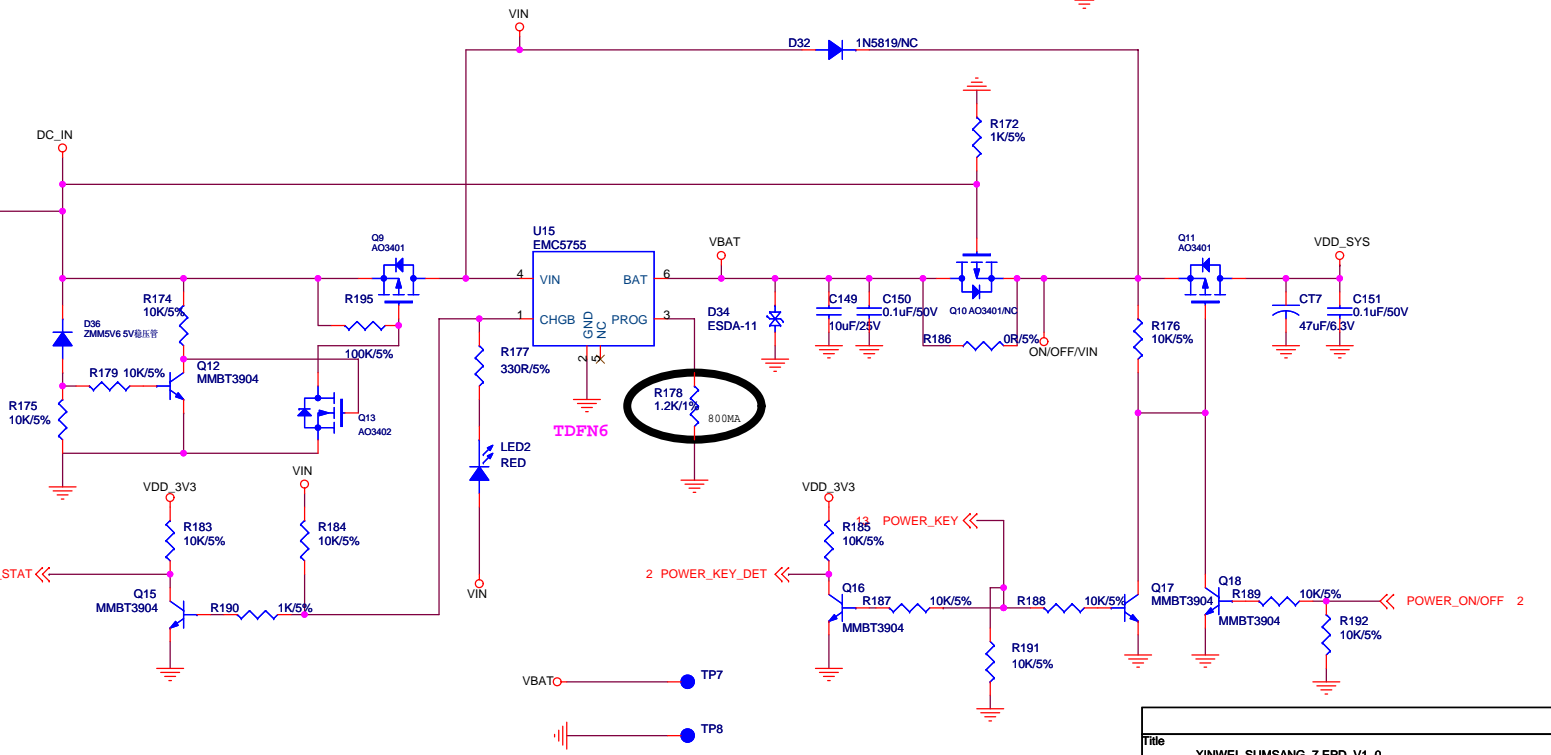 VIN
D32
1N5819/NC
R172
1K/5%
DC_IN
Q9
AO3401
U15
EMC5755
VBAT
Q11
AO3401
VDD_SYS
4
VIN
BAT
6
R174
10K/5%
R195
D34
ESDA-11
C149
10uF/25V
C150
0.1uF/50V
Q10 AO3401/NC
CT7
47uF/6.3V
C151
0.1uF/50V
D36
ZMM5V6 5V稳压管
1
CHGB
GND
NC
PROG
3
R176
10K/5%
R186
0R/5%
ON/OFF/VIN
100K/5%
R177
330R/5%
2
5
Q12
MMBT3904
R179 10K/5%
R175
10K/5%
Q13
AO3402
R178
1.2K/1%
800MA
TDFN6
LED2
RED
VDD_3V3
VIN
VDD_3V3
R183
10K/5%
R184
10K/5%
R185
10K/5%
13 POWER_KEY
_STAT
VIN
2 POWER_KEY_DET
Q15
MMBT3904
R190
1K/5%
Q16
MMBT3904
R187
10K/5%
R188
10K/5%
Q17
MMBT3904
Q18
MMBT3904
R189
10K/5%
POWER_ON/OFF 2
R192
10K/5%
R191
10K/5%
VBAT
TP7
TP8
Title